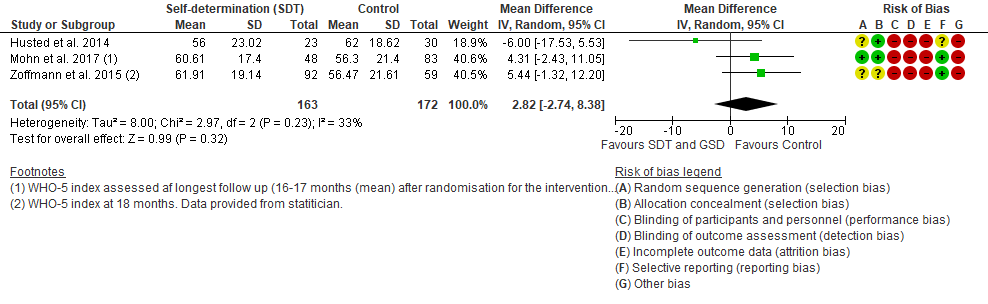 Self-determination (SDT) Control Mean Difference Mean Difference Risk of Bias
Study or Subgroup Mean SD Total Mean SD Total Weight IV, Random, 95% CI IV, Random, 95% CI A B C D E F G
Husted et al. 2014 56 23.02 23 62 18.62 30 18.9% -6.00 [-17.53, 5.53] ? + − − − ? −
Mohn et al. 2017 (1) 60.61 17.4 48 56.3 21.4 83 40.6% 4.31 [-2.43, 11.05] + + − − − + −
Zoffmann et al. 2015 (2) 61.91 19.14 92 56.47 21.61 59 40.5% 5.44 [-1.32, 12.20] ? ? − − − + −
Total (95% CI) 163 172 100.0% 2.82 [-2.74, 8.38]
Heterogeneity: Tau² = 8.00; Chi² = 2.97, df = 2 (P = 0.23); I² = 33%
Test for overall effect: Z = 0.99 (P = 0.32)
-20 -10 0 10 20
Favours SDT and GSD Favours Control
Footnotes
(1) WHO-5 index assessed af longest follow up (16-17 months (mean) after randomisation for the intervention...
(2) WHO-5 index at 18 months. Data provided from statitician.
Risk of bias legend
(A) Random sequence generation (selection bias)
(B) Allocation concealment (selection bias)
(C) Blinding of participants and personnel (performance bias)
(D) Blinding of outcome assessment (detection bias)
(E) Incomplete outcome data (attrition bias)
(F) Selective reporting (reporting bias)
(G) Other bias